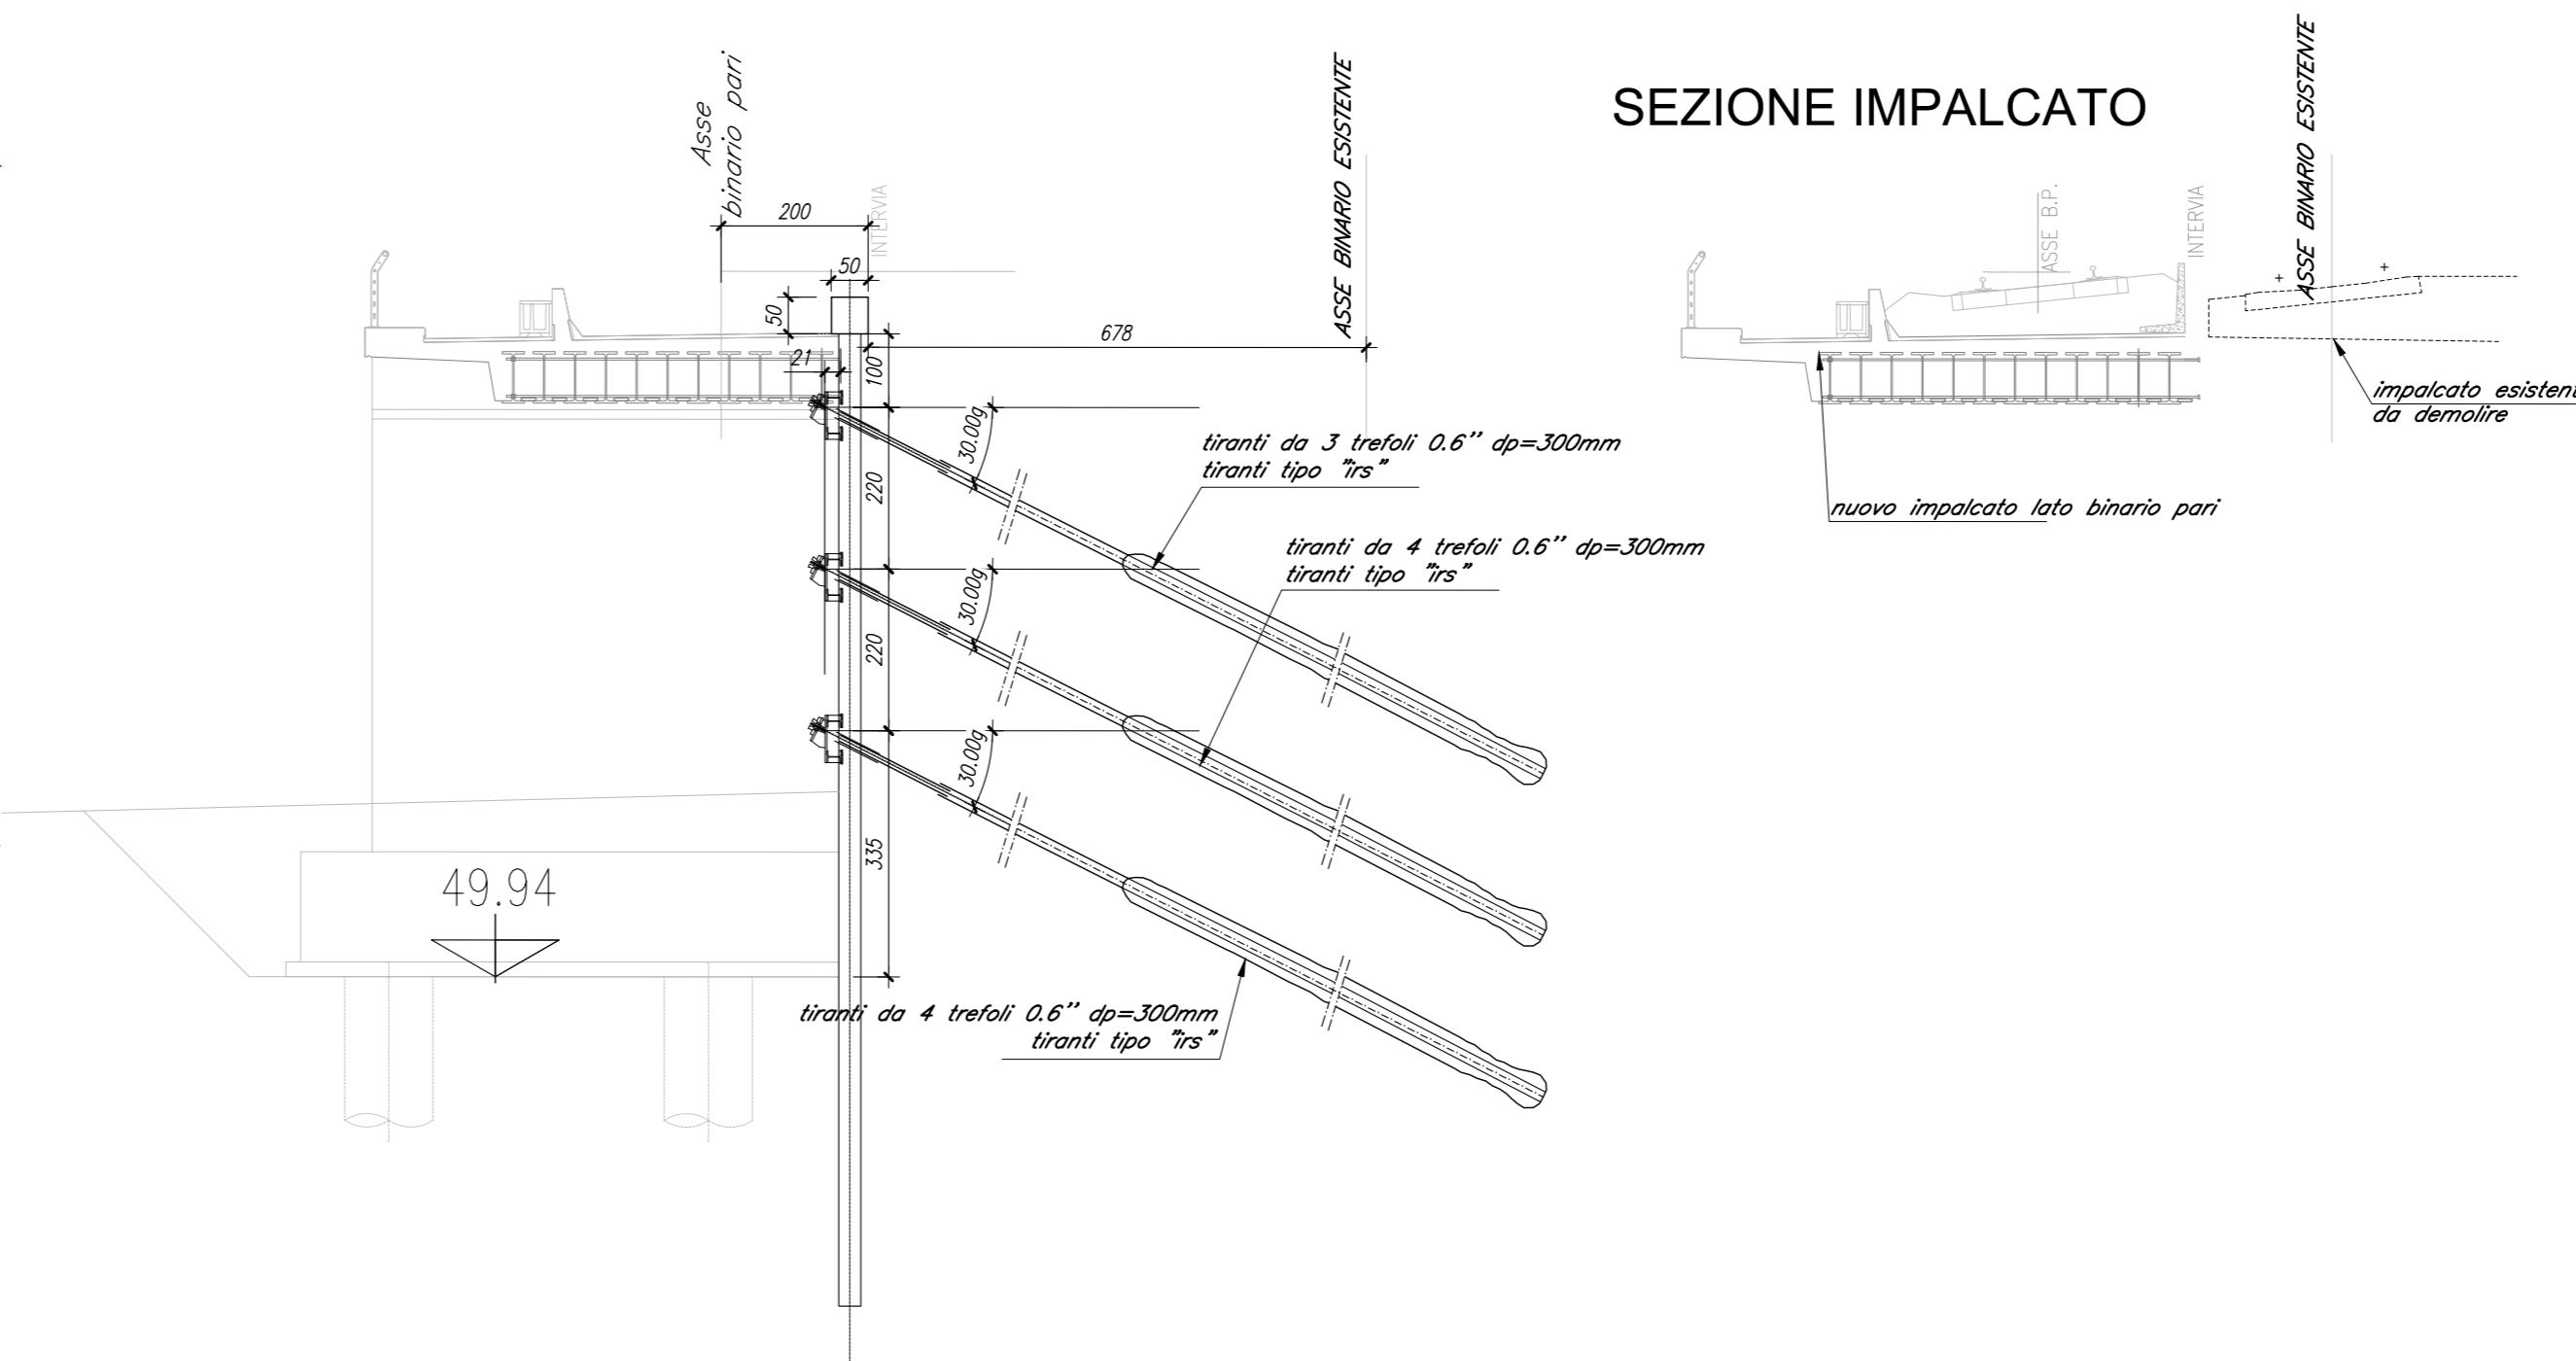 Asse
binario pari
ASSE BINARIO ESISTENTE
SEZIONE IMPALCATO
ASSE BINARIO ESISTENTE
200
INTERVIA
50
50
678
21
100
ASSE B.P.
INTERVIA
impalcato esistent
da demolire
30.00g
tiranti da 3 trefoli 0.6'' dp=300mm
tiranti tipo "irs"
220
nuovo impalcato lato binario pari
tiranti da 4 trefoli 0.6'' dp=300mm
tiranti tipo "irs"
30.00g
220
30.00g
335
49.94
tiranti da 4 trefoli 0.6'' dp=300mm
tiranti tipo "irs"